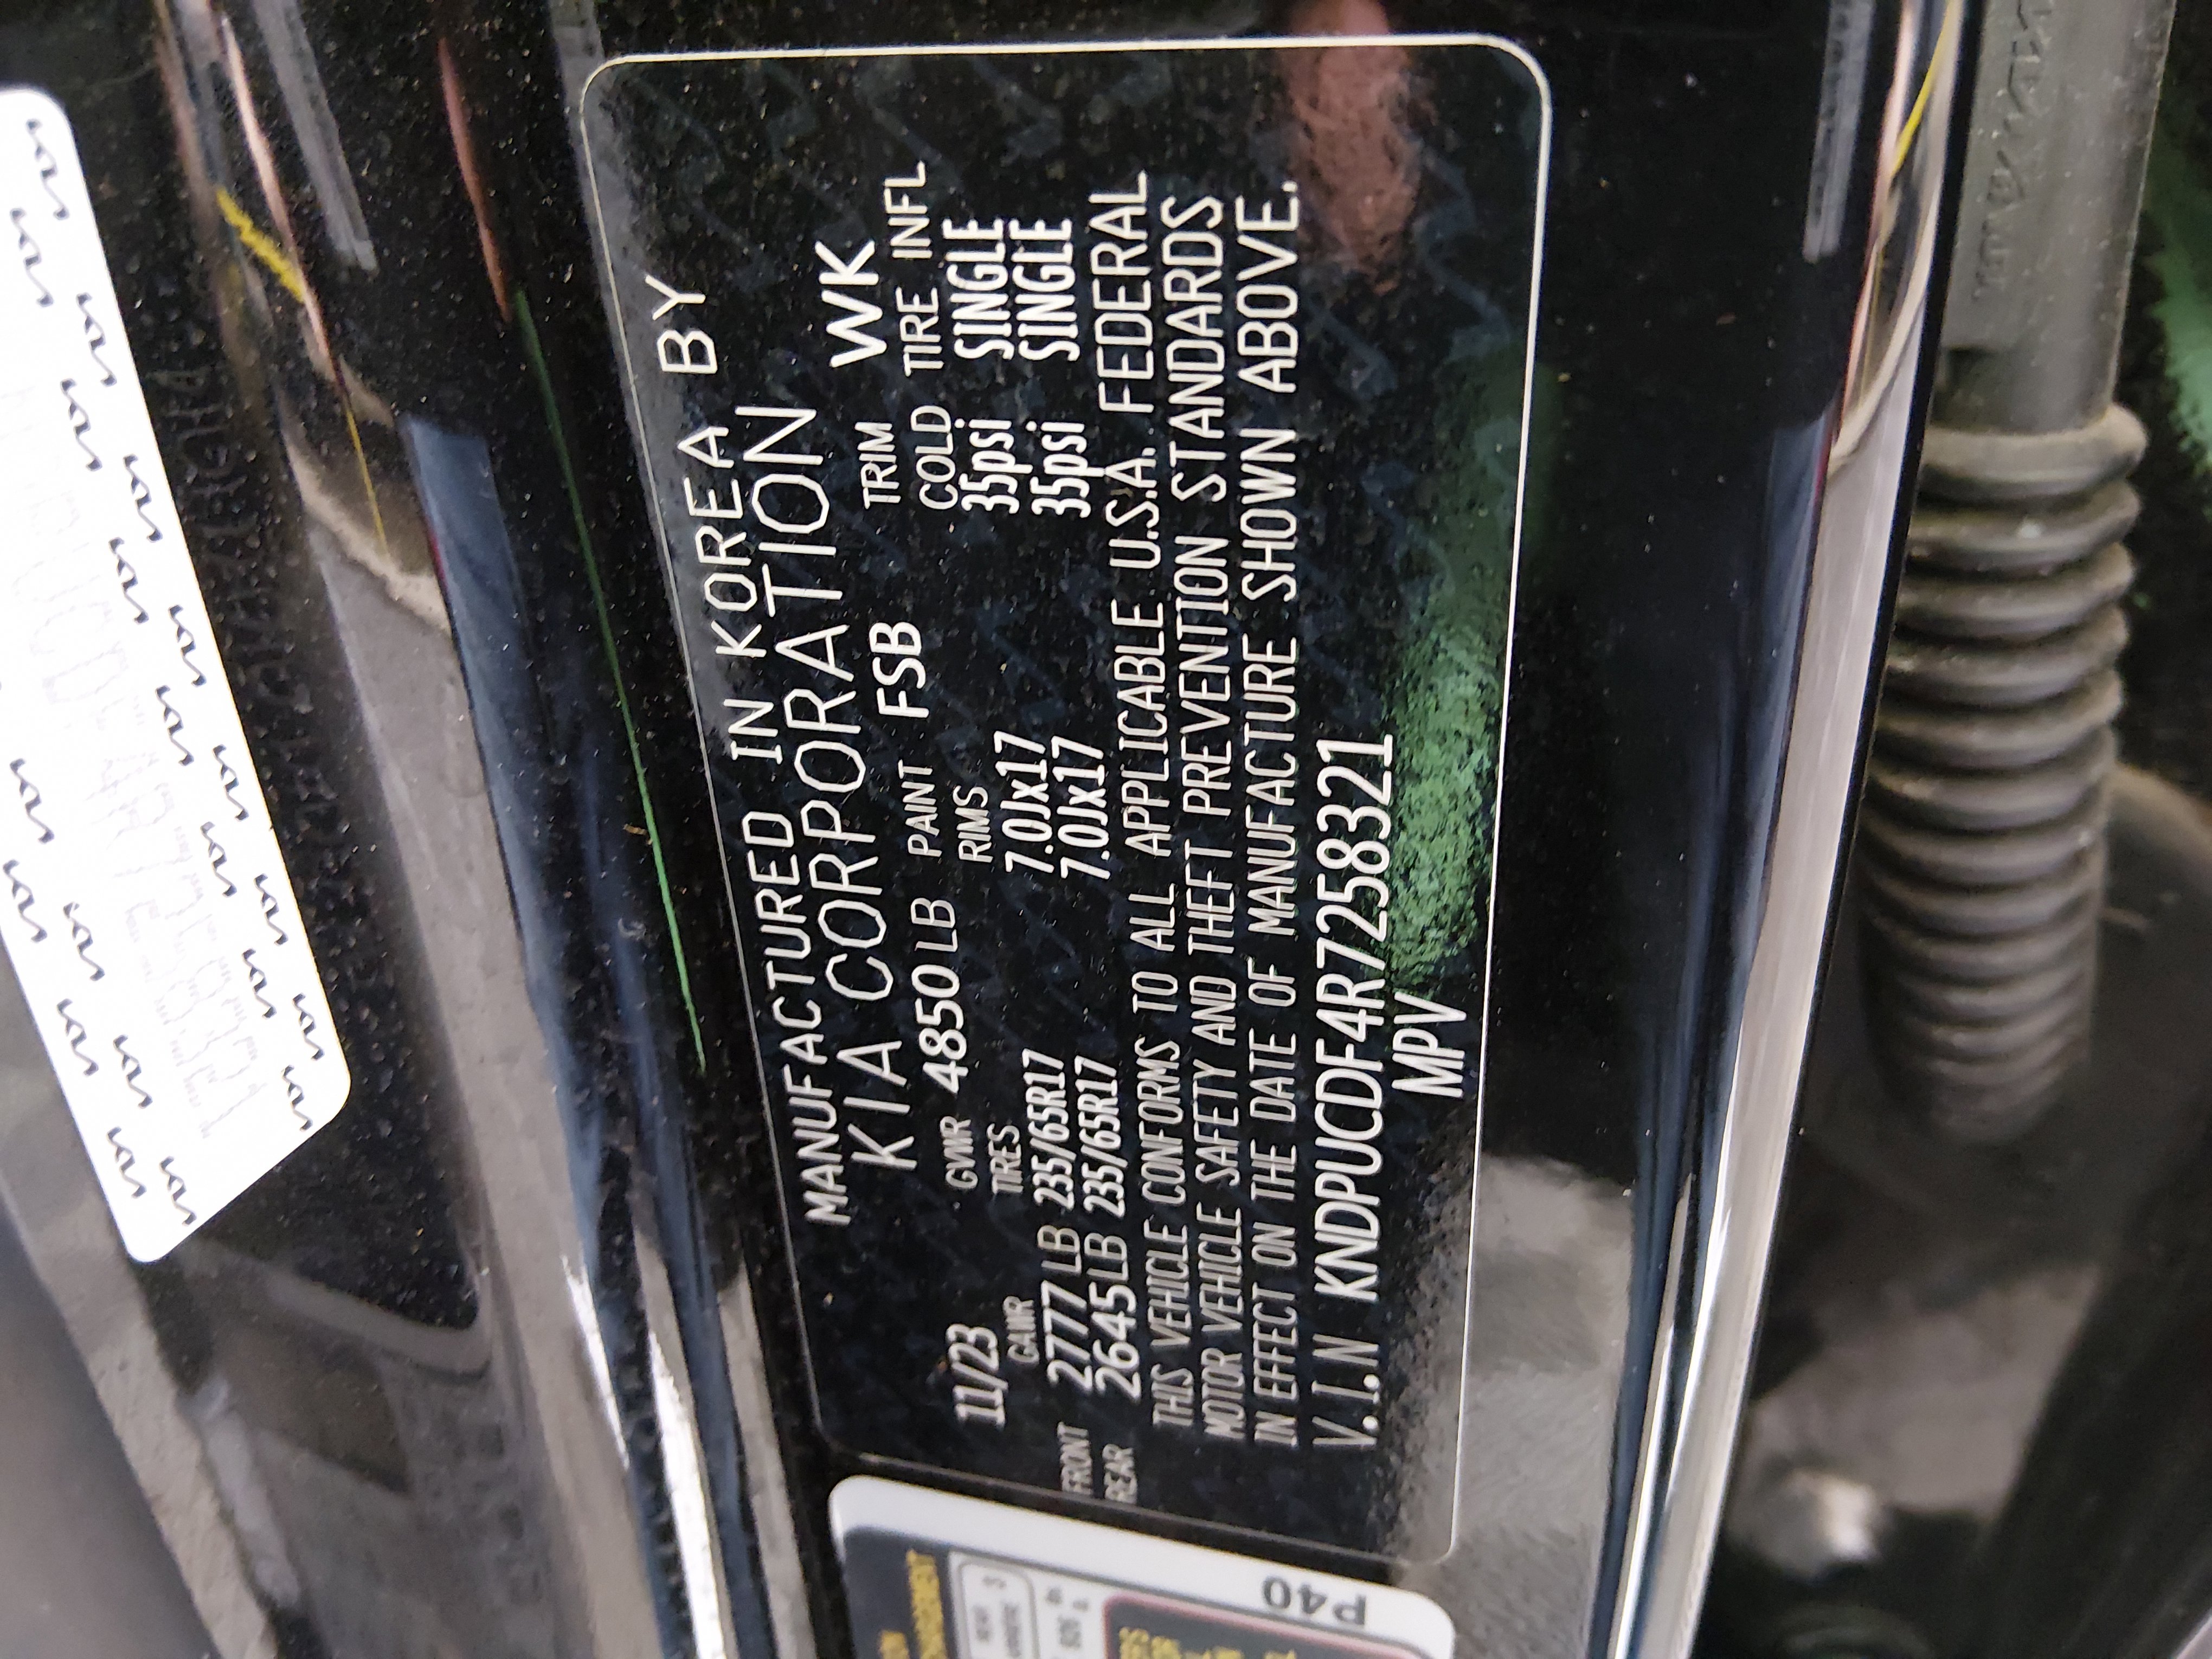 MANUFACTURED IN KOREA BY
KIA CORPORATION
11/23 GVWR 4850 LB PAINT FSB TRIM WK
GAWR TIRES RIMS COLD TIRE INFL
FRONT 2777 LB 235/65R17 7.0Jx17 35psi SINGLE
REAR 2645 LB 235/65R17 7.0Jx17 35psi SINGLE
THIS VEHICLE CONFORMS TO ALL APPLICABLE U.S.A. FEDERAL
MOTOR VEHICLE SAFETY AND THEFT PREVENTION STANDARDS
IN EFFECT ON THE DATE OF MANUFACTURE SHOWN ABOVE.
V.I.N KNDPUCDF4R7258321
MPV
P40